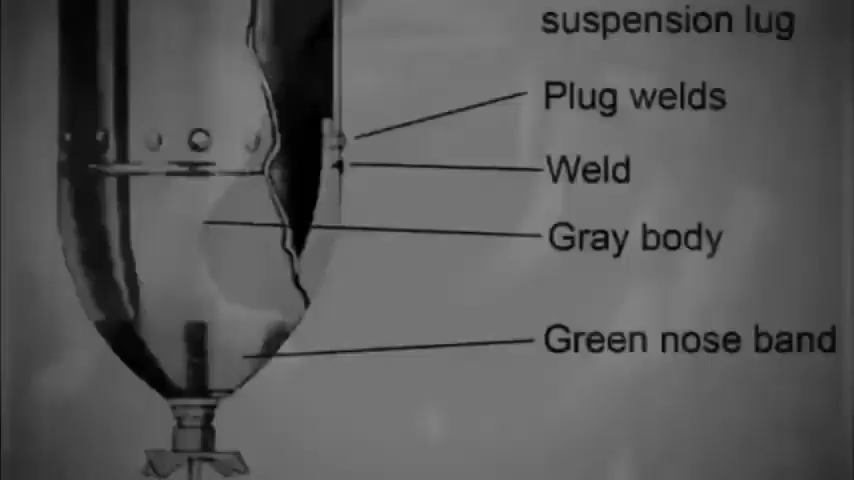 suspension lug
Plug welds
Weld
Gray body
Green nose band